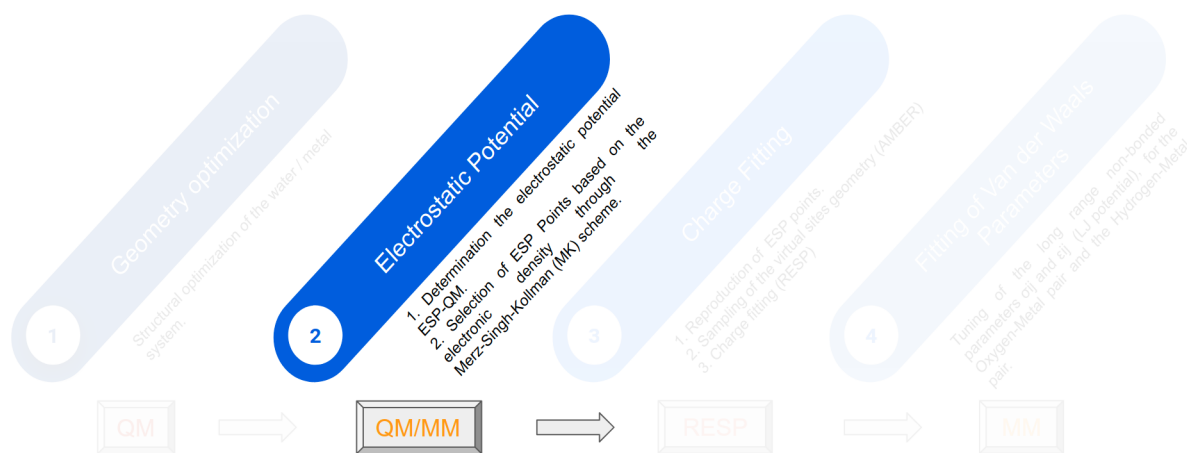 Geometry optimization
1
Structural optimization of the water / metal
system.
Electrostatic Potential
2
1. Determination the electrostatic potential
ESP-QM.
2. Selection of ESP Points based on the
electronic density through the
Merz-Singh-Kollman (MK) scheme.
Charge Fitting
3
1. Reproduction of ESP points.
2. Sampling of the virtual sites geometry (AMBER)
3. Charge fitting (RESP)
Fitting of Van der Waals
Parameters
4
Tuning of the long range non-bonded
parameters σij and εij (LJ potential), for the
Oxygen-Metal pair and the Hydrogen-Metal
pair.
QM
QM/MM
RESP
MM